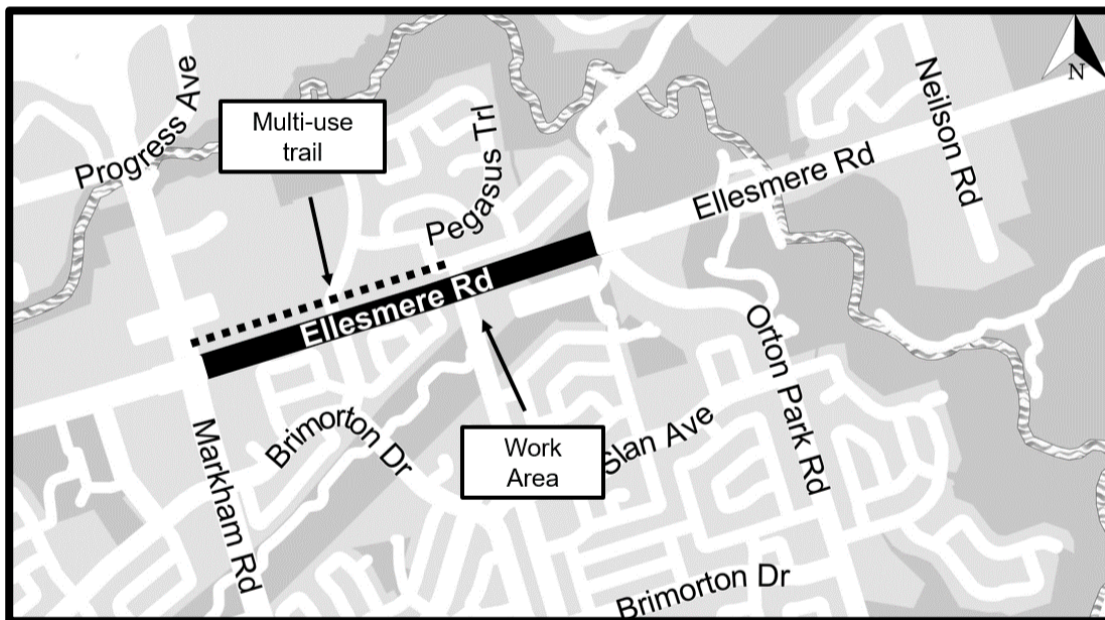 Progress Ave
Multi-use
trail
Pegasus Trl
Neilson Rd
N
Ellesmere Rd
Ellesmere Rd
Orton Park Rd
Markham Rd
Brimorton Dr
Work
Area
Slan Ave
Brimorton Dr